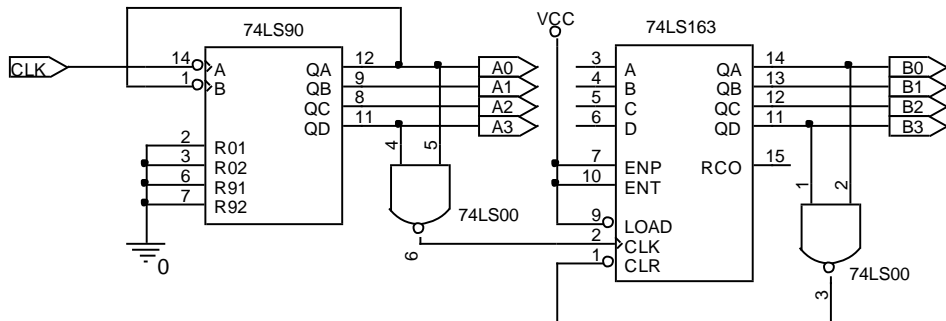 74LS90
VCC
74LS163
CLK
14
A
QA
12
A0
1
B
QB
9
A1
QC
8
A2
QD
11
A3
2
R01
3
R02
6
R91
7
R92
0
4
5
74LS00
6
3
A
QA
14
B0
4
B
QB
13
B1
5
C
QC
12
B2
6
D
QD
11
B3
7
ENP
RCO
15
10
ENT
9
LOAD
2
CLK
1
CLR
1
2
74LS00
3